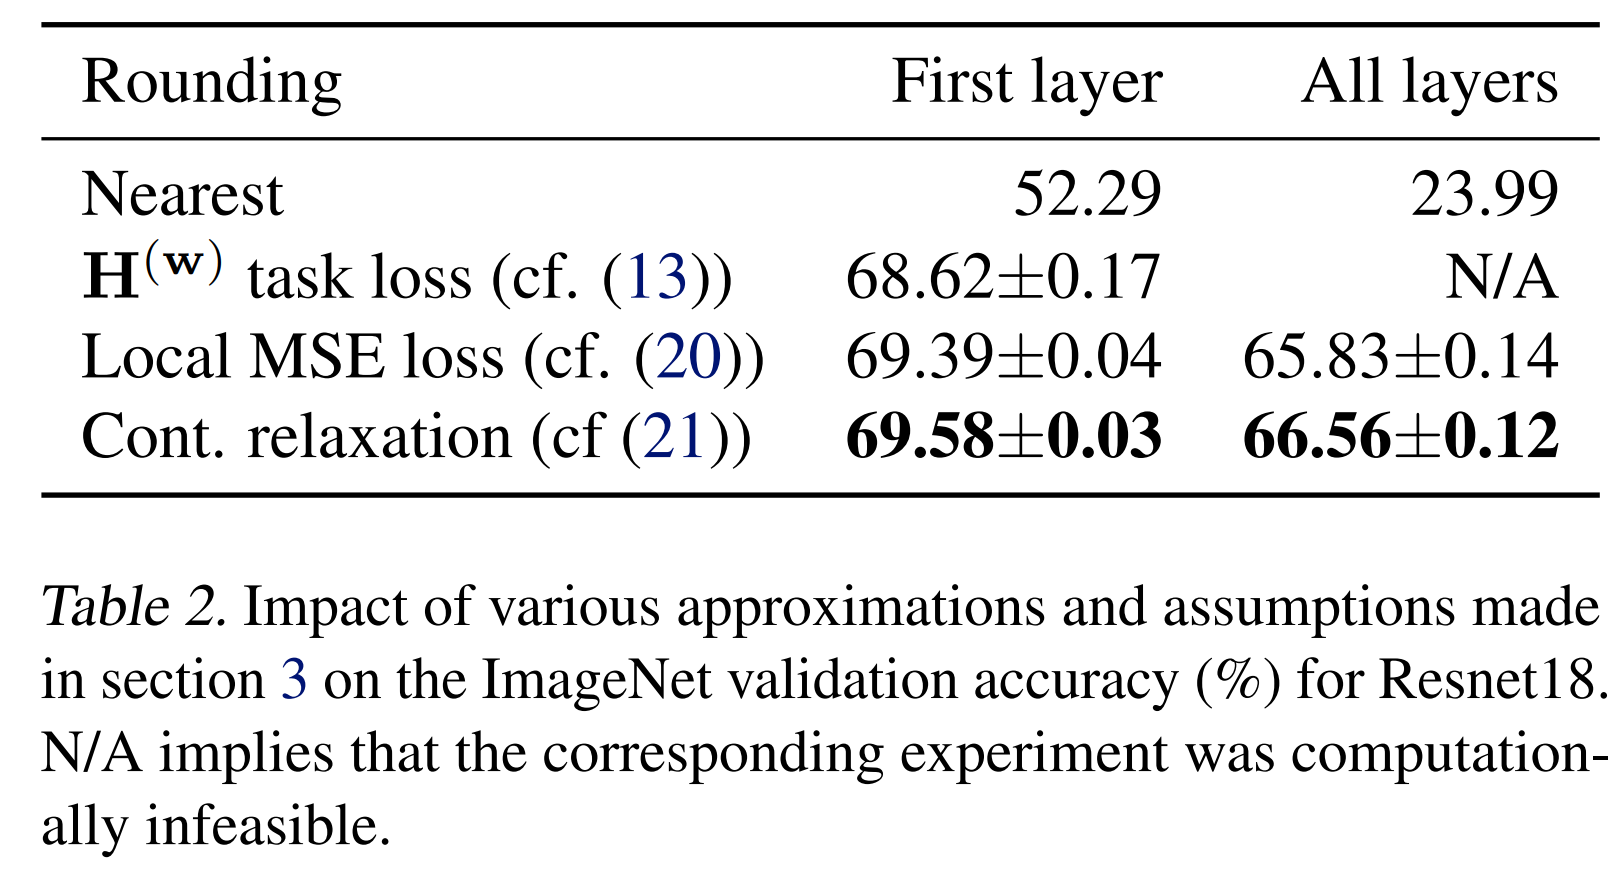 Rounding First layer All layers
Nearest 52.29 23.99
H^(w) task loss (cf. (13)) 68.62±0.17 N/A
Local MSE loss (cf. (20)) 69.39±0.04 65.83±0.14
Cont. relaxation (cf (21)) 69.58±0.03 66.56±0.12
Table 2. Impact of various approximations and assumptions made
in section 3 on the ImageNet validation accuracy (%) for Resnet18.
N/A implies that the corresponding experiment was computation-
ally infeasible.